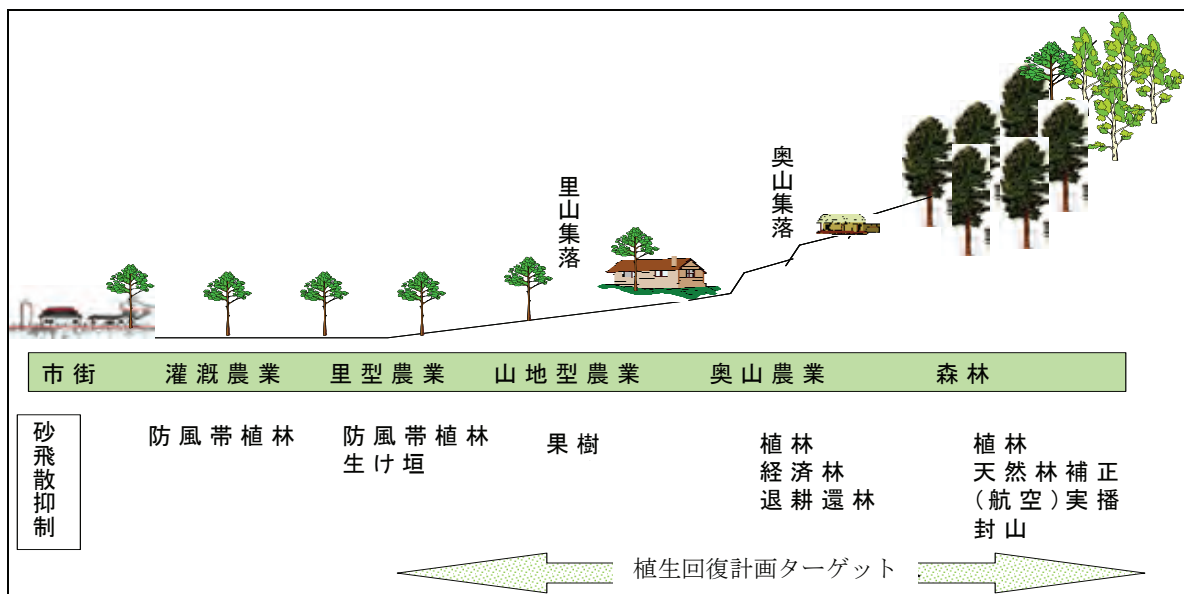 里山集落
奥山集落
市街 灌漑農業 里型農業 山地型農業 奥山農業 森林
砂飛散抑制
防風帯植林
防風帯植林
生け垣
果樹
植林
経済林
退耕還林
植林
天然林補正
(航空)実播
封山
植生回復計画ターゲット